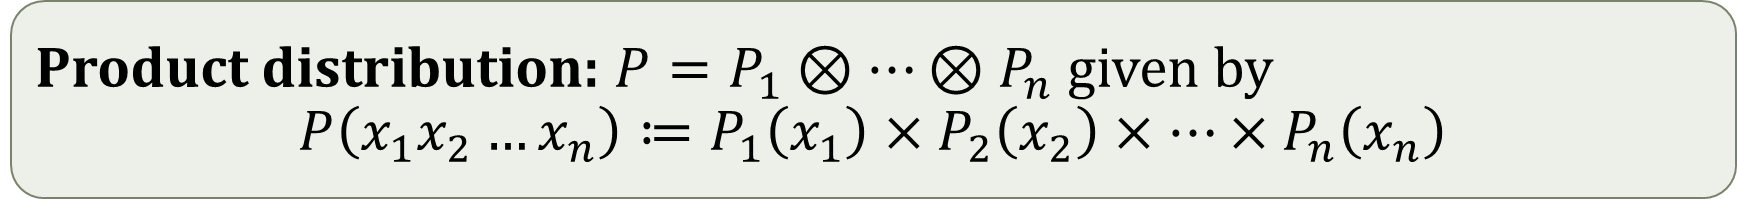 Product distribution: 𝑃 = 𝑃₁ ⊗ ⋯ ⊗ 𝑃ₙ given by
𝑃(𝑥₁𝑥₂ … 𝑥ₙ) ≔ 𝑃₁(𝑥₁) × 𝑃₂(𝑥₂) × ⋯ × 𝑃ₙ(𝑥ₙ)